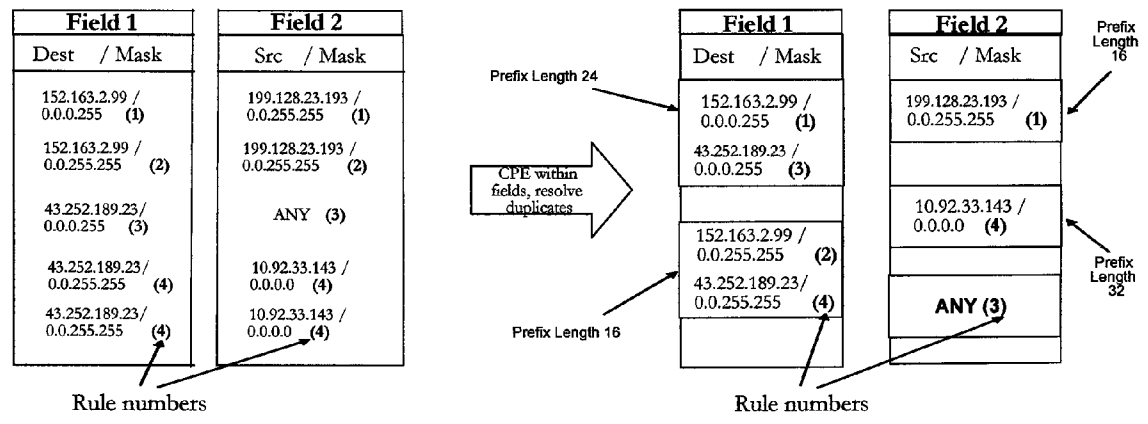 Field 1
Dest / Mask
152.163.2.99 /
0.0.0.255 (1)
152.163.2.99 /
0.0.255.255 (2)
43.252.189.23/
0.0.0.255 (3)
43.252.189.23/
0.0.255.255 (4)
43.252.189.23/
0.0.255.255 (4)
Field 2
Src / Mask
199.128.23.193 /
0.0.255.255 (1)
199.128.23.193 /
0.0.255.255 (2)
ANY (3)
10.92.33.143 /
0.0.0.0 (4)
10.92.33.143 /
0.0.0.0 (4)
Rule numbers
CPE within
fields, resolve
duplicates
Prefix Length 24
Prefix Length 16
Field 1
Dest / Mask
152.163.2.99 /
0.0.0.255 (1)
43.252.189.23 /
0.0.0.255 (3)
152.163.2.99 /
0.0.255.255 (2)
43.252.189.23/
0.0.255.255 (4)
Field 2
Src / Mask
199.128.23.193 /
0.0.255.255 (1)
10.92.33.143 /
0.0.0.0 (4)
ANY (3)
Prefix
Length
16
Prefix
Length
32
Rule numbers